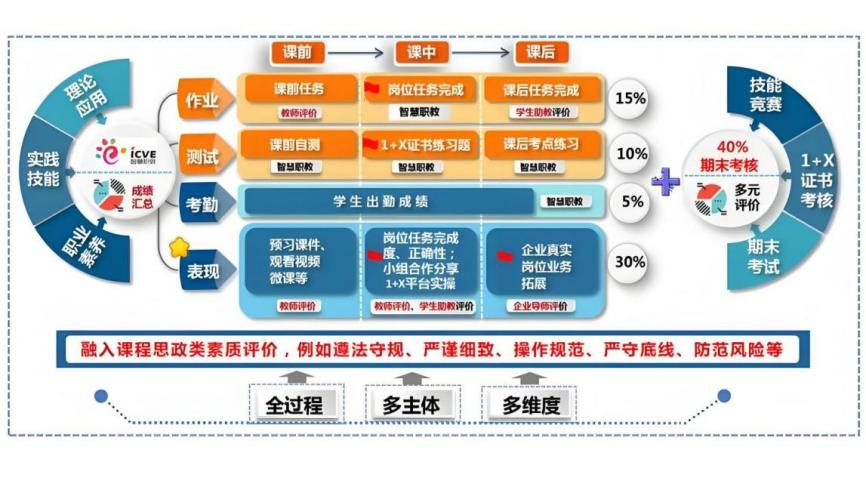 课前
课中
课后
理论
应用
实践
技能
职业
素养
icve
智慧职教
成绩
汇总
作业
课前任务
教师评价
岗位任务完成
智慧职教
课后任务完成
学生助教评价
15%
测试
课前自测
智慧职教
1+X证书练习题
智慧职教
课后考点练习
智慧职教
10%
考勤
学生出勤成绩
智慧职教
5%
表现
预习课件、
观看视频
微课等
教师评价
岗位任务完成
度、正确性；
小组合作分享
1+X平台实操
教师评价、学生助教评价
企业真实
岗位业务
拓展
企业导师评价
30%
40%
期末考核
多元
评价
技能
竞赛
1+X
证书
考核
期末
考试
融入课程思政类素质评价，例如遵法守规、严谨细致、操作规范、严守底线、防范风险等
全过程
多主体
多维度